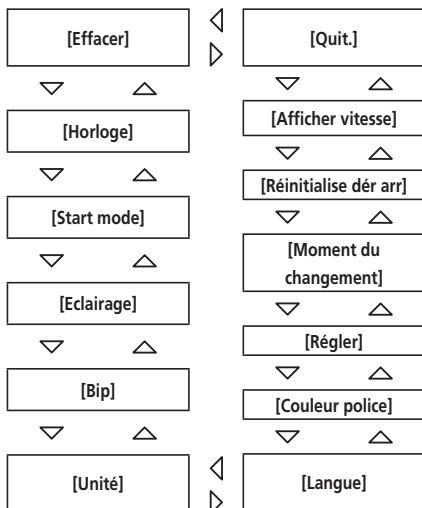 [Effacer]
[Horloge]
[Start mode]
[Eclairage]
[Bip]
[Unité]
[Quit.]
[Afficher vitesse]
[Réinitialise dér arr]
[Moment du
changement]
[Régler]
[Couleur police]
[Langue]